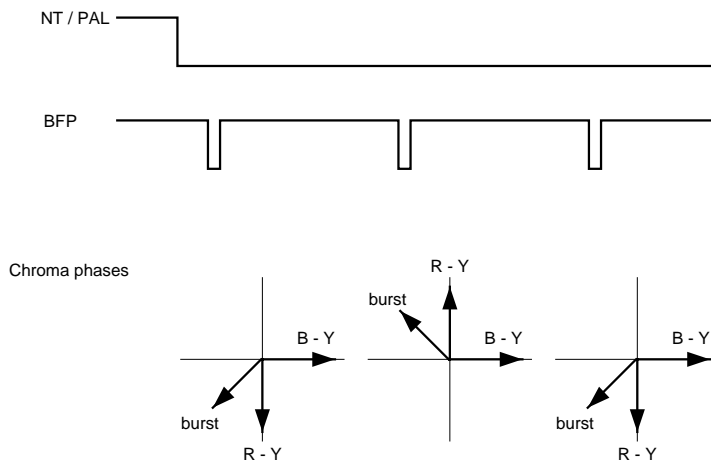 NT / PAL
BFP
Chroma phases
R - Y
burst
B - Y
B - Y
B - Y
burst
R - Y
burst
R - Y